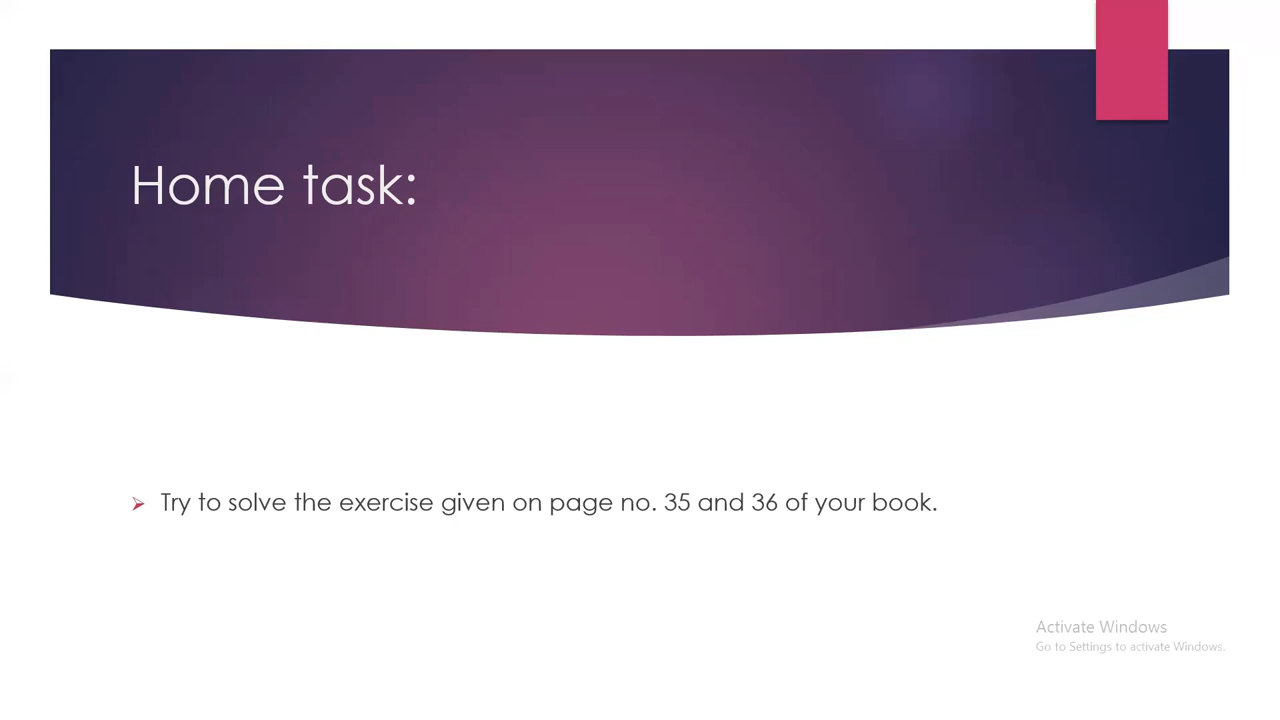 Home task:
Try to solve the exercise given on page no. 35 and 36 of your book.
Activate Windows
Go to Settings to activate Windows.